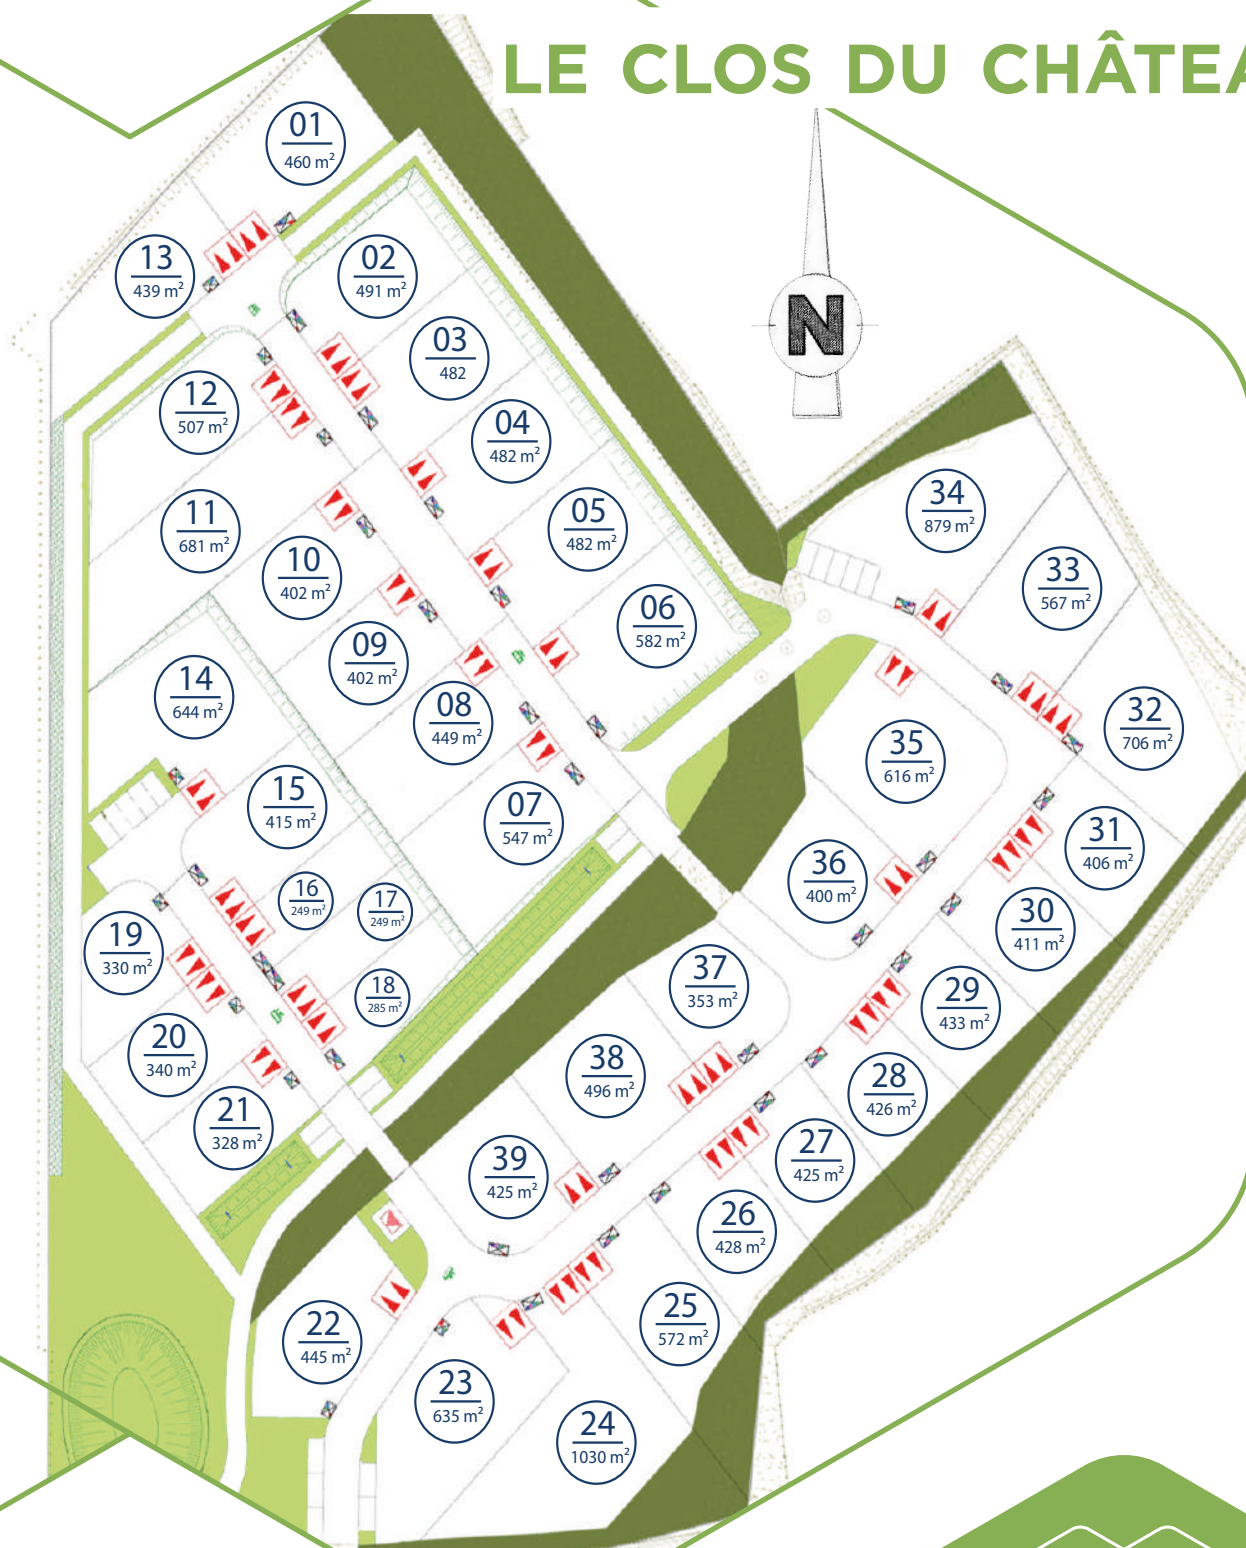 LE CLOS DU CHÂTEA
01
460 m²
N
13
439 m²
02
491 m²
03
482
12
507 m²
04
482 m²
34
879 m²
11
681 m²
05
482 m²
10
402 m²
33
567 m²
06
582 m²
09
402 m²
14
644 m²
08
449 m²
32
706 m²
35
616 m²
15
415 m²
07
547 m²
31
406 m²
36
400 m²
16
249 m²
17
249 m²
30
411 m²
19
330 m²
37
353 m²
18
285 m²
29
433 m²
20
340 m²
38
496 m²
28
426 m²
21
328 m²
27
425 m²
39
425 m²
26
428 m²
25
572 m²
22
445 m²
23
635 m²
24
1030 m²